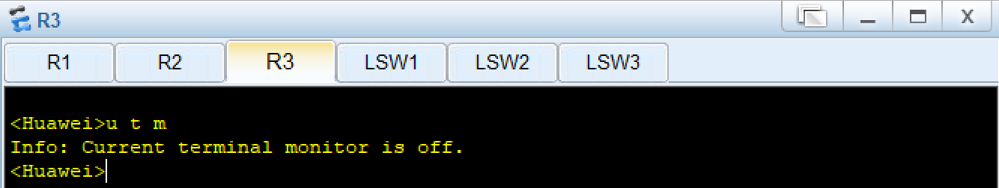 R3
R1 R2 R3 LSW1 LSW2 LSW3
<Huawei>u t m
Info: Current terminal monitor is off.
<Huawei>